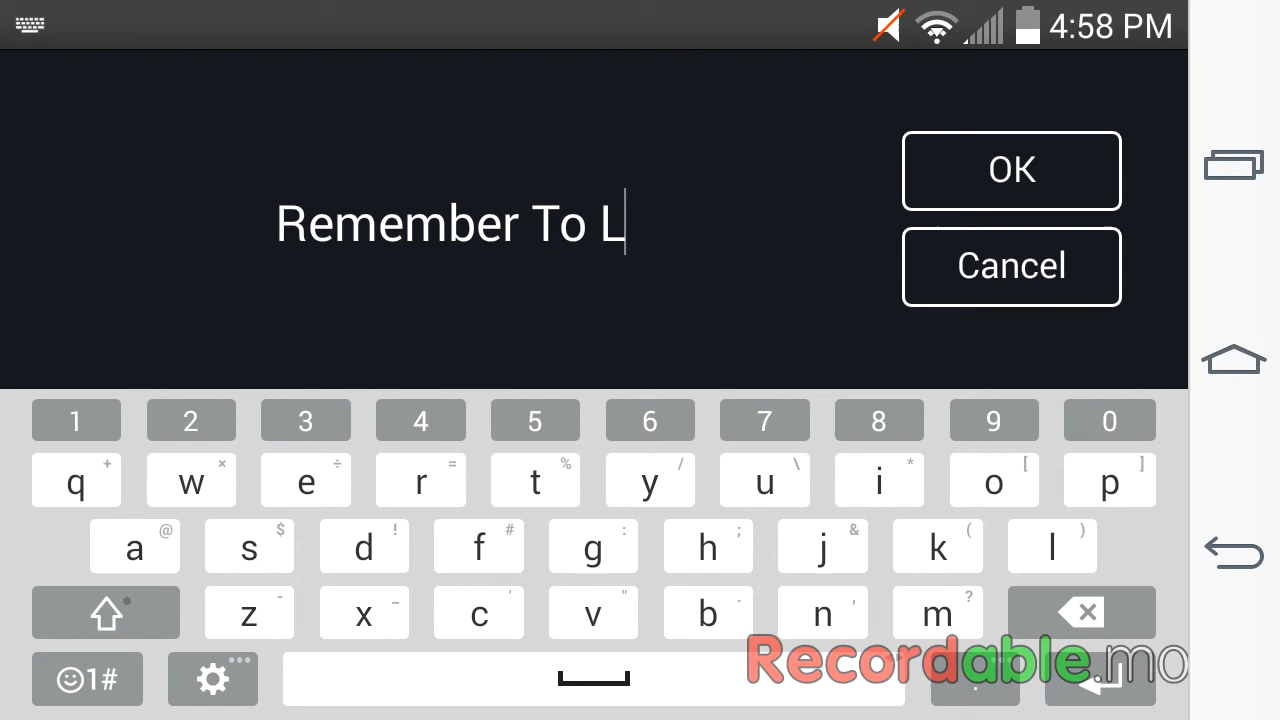 4:58 PM
OK
Remember To L
Cancel
1 2 3 4 5 6 7 8 9 0
q + w × e ÷ r = t % y / u \ i * o [ p ]
a @ s $ d ! f # g : h ; j & k ( l )
z - x _ c ' v " b . n , m ?
1# .
Recordable.mo